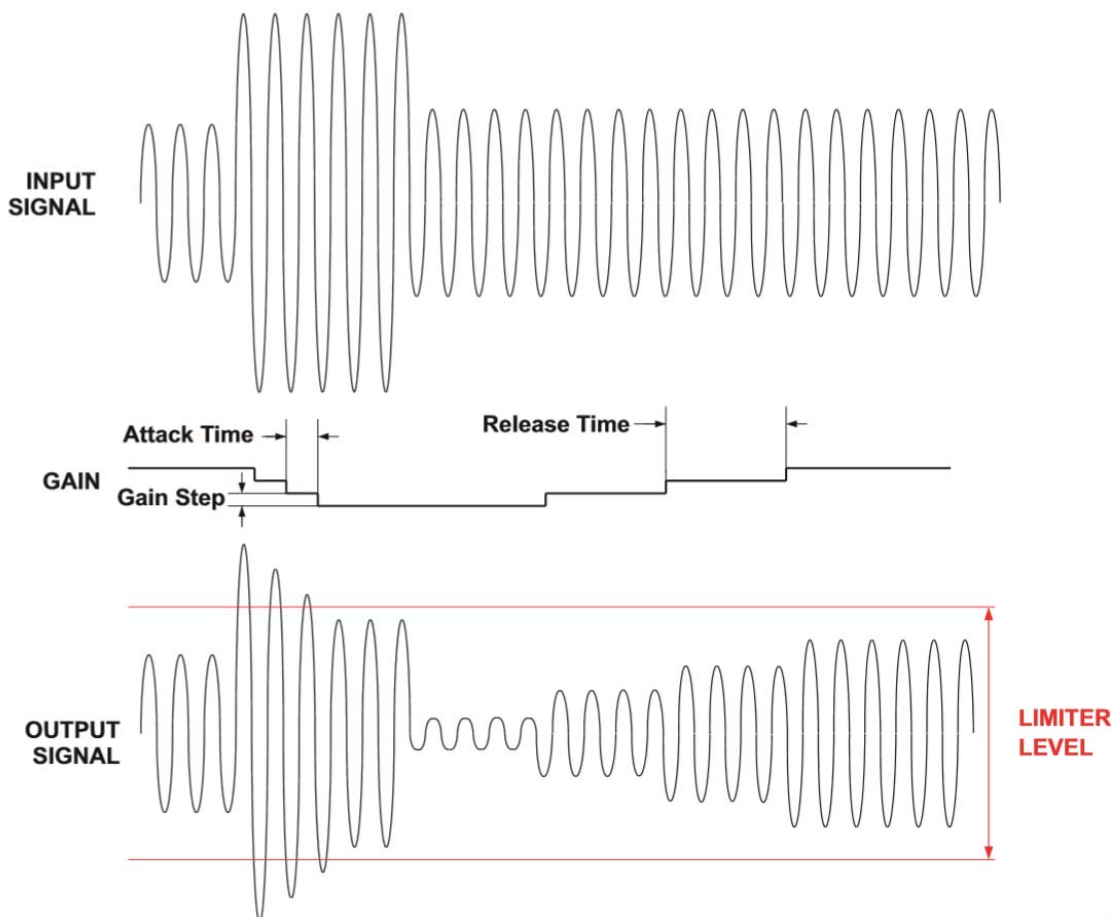 INPUT
SIGNAL
Attack Time
Release Time
GAIN
Gain Step
OUTPUT
SIGNAL
LIMITER
LEVEL